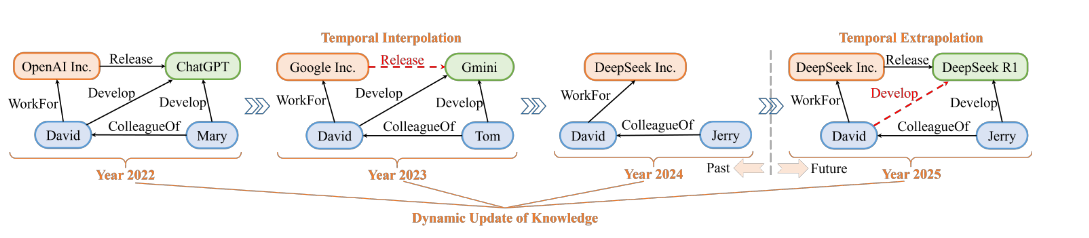 Temporal Interpolation
Temporal Extrapolation
OpenAI Inc.
Release
ChatGPT
WorkFor
Develop
Develop
David
ColleagueOf
Mary
Year 2022
Google Inc.
Release
Gmini
WorkFor
Develop
Develop
David
ColleagueOf
Tom
Year 2023
DeepSeek Inc.
WorkFor
David
ColleagueOf
Jerry
Year 2024
Past
Future
DeepSeek Inc.
Release
DeepSeek R1
WorkFor
Develop
Develop
David
ColleagueOf
Jerry
Year 2025
Dynamic Update of Knowledge